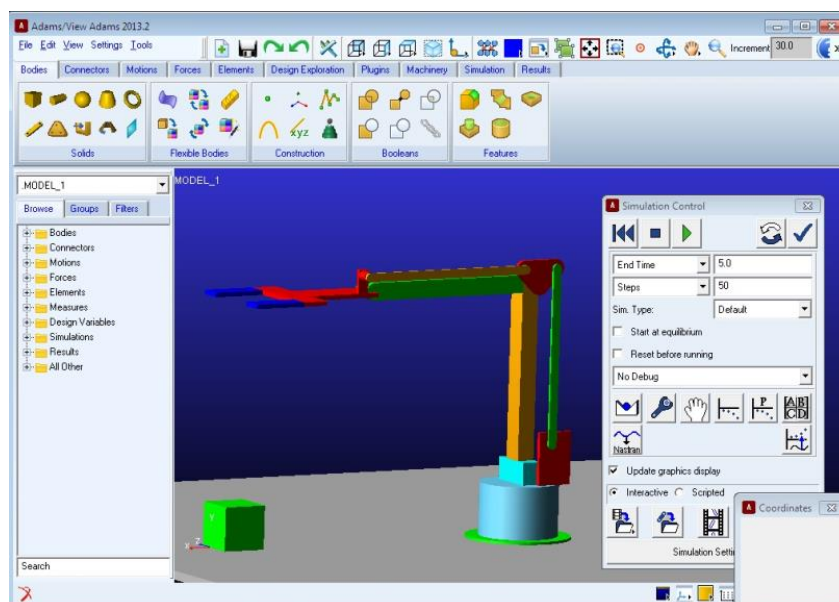 Adams/View Adams 2013.2
File Edit View Settings Tools
Increment 30.0
Bodies Connectors Motions Forces Elements Design Exploration Plugins Machinery Simulation Results
xyz
Solids Flexible Bodies Construction Booleans Features
.MODEL_1
MODEL_1
Browse Groups Filters
Bodies
Connectors
Motions
Forces
Elements
Measures
Design Variables
Simulations
Results
All Other
Search
Simulation Control
End Time 5.0
Steps 50
Sim. Type: Default
Start at equilibrium
Reset before running
No Debug
P
A B
C D
Nastran
Update graphics display
Interactive Scripted
Simulation Setti
Coordinates
Y
Z
x